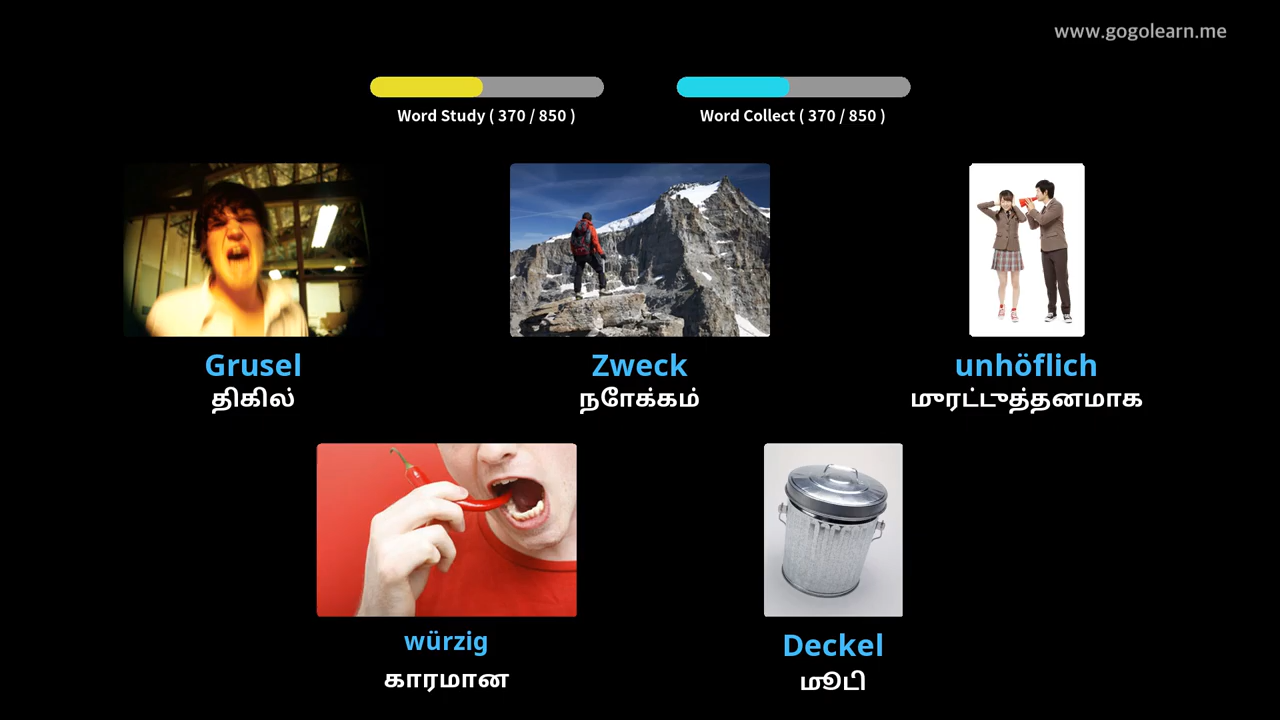 www.gogolearn.me
Word Study ( 370 / 850 )
Word Collect ( 370 / 850 )
Grusel
திகில்
Zweck
நோக்கம்
unhöflich
முரட்டுத்தனமாக
würzig
காரமான
Deckel
மூடி